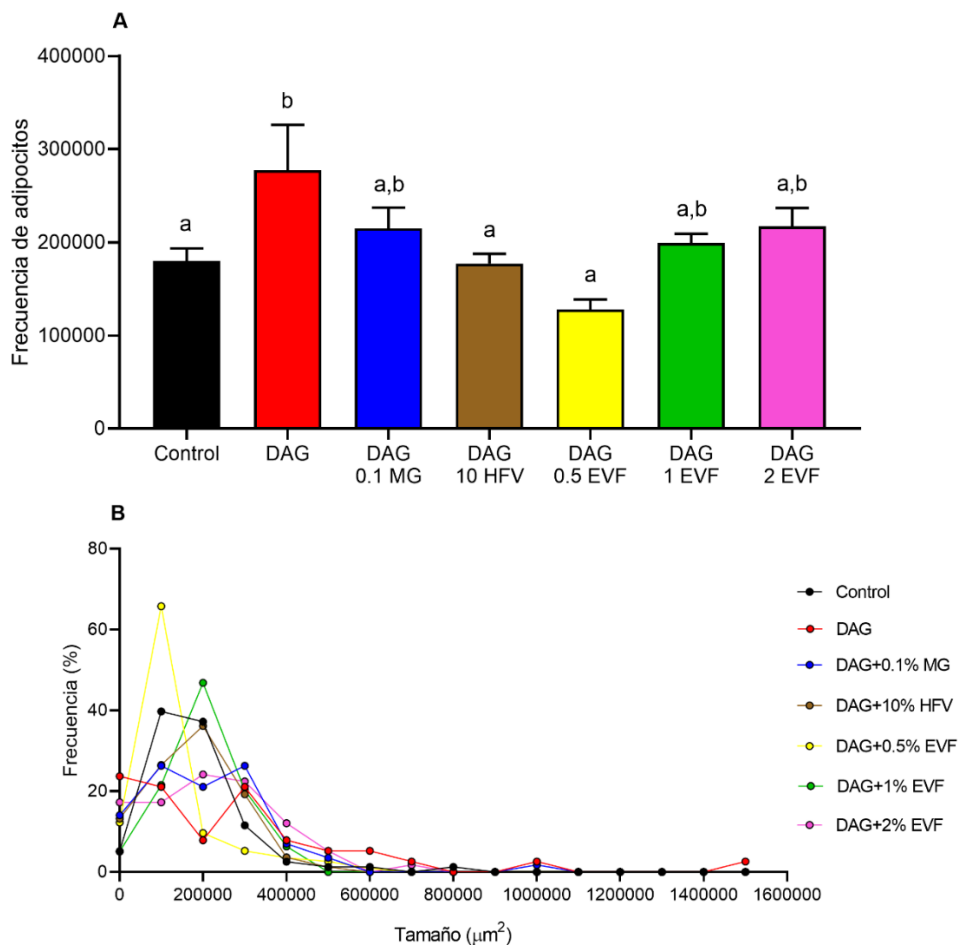 A
Frecuencia de adipocitos
400000
300000
200000
100000
0
a
b
a,b
a
a
a,b
a,b
Control DAG DAG DAG DAG DAG DAG
0.1 MG 10 HFV 0.5 EVF 1 EVF 2 EVF
B
Frecuencia (%)
80
60
40
20
0
0 200000 400000 600000 800000 1000000 1200000 1400000 1600000
Tamaño (μm²)
Control
DAG
DAG+0.1% MG
DAG+10% HFV
DAG+0.5% EVF
DAG+1% EVF
DAG+2% EVF